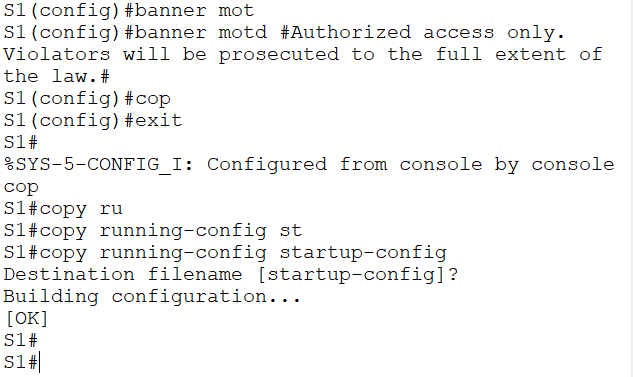 S1(config)#banner mot
S1(config)#banner motd #Authorized access only.
Violators will be prosecuted to the full extent of
the law.#
S1(config)#cop
S1(config)#exit
S1#
%SYS-5-CONFIG_I: Configured from console by console
cop
S1#copy ru
S1#copy running-config st
S1#copy running-config startup-config
Destination filename [startup-config]?
Building configuration...
[OK]
S1#
S1#